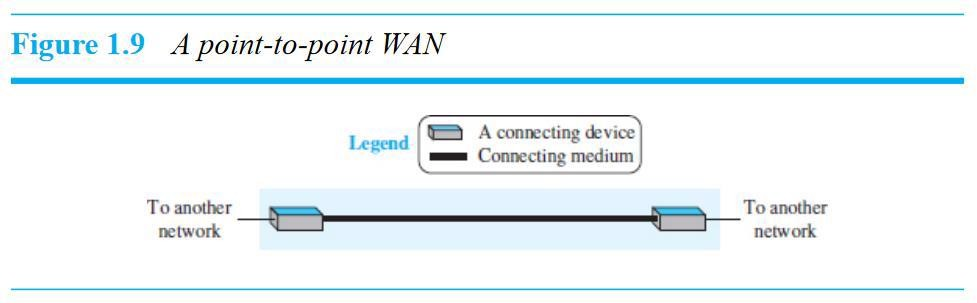 Figure 1.9 A point-to-point WAN
Legend
A connecting device
Connecting medium
To another
network
To another
network